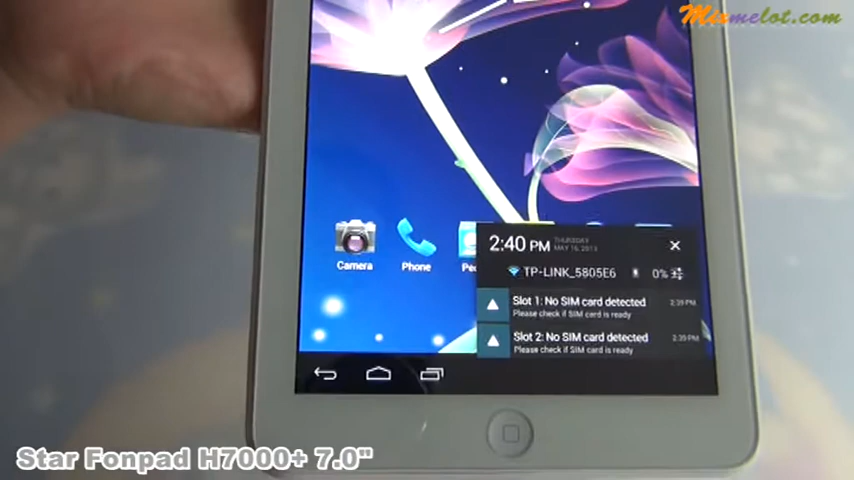 Mixmelot.com
2:40 PM
THURSDAY
MAY 16, 2013
TP-LINK_5805E6
0%
Slot 1: No SIM card detected
2:39 PM
Please check if SIM card is ready
Slot 2: No SIM card detected
2:39 PM
Please check if SIM card is ready
Camera
Phone
Star Fonpad H7000+ 7.0"